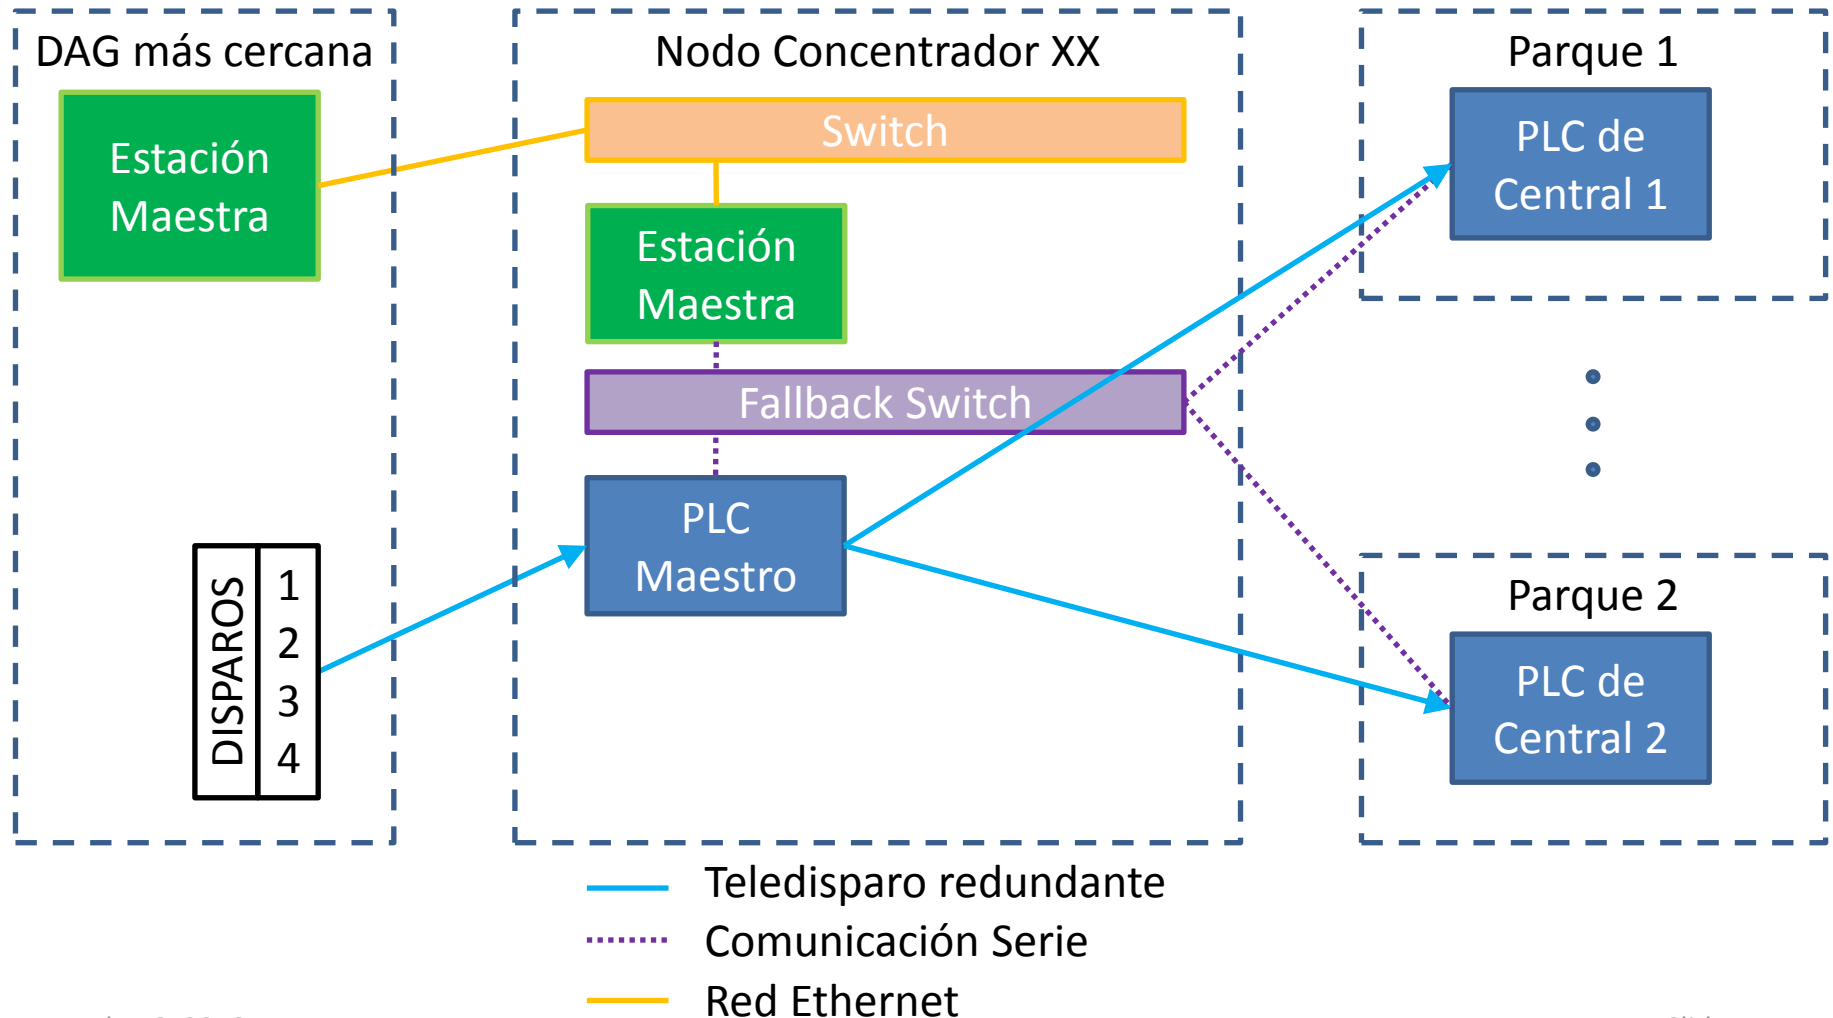 DAG más cercana
Estación
Maestra
DISPAROS
1
2
3
4
Nodo Concentrador XX
Switch
Estación
Maestra
Fallback Switch
PLC
Maestro
Parque 1
PLC de
Central 1
Parque 2
PLC de
Central 2
Teledisparo redundante
Comunicación Serie
Red Ethernet